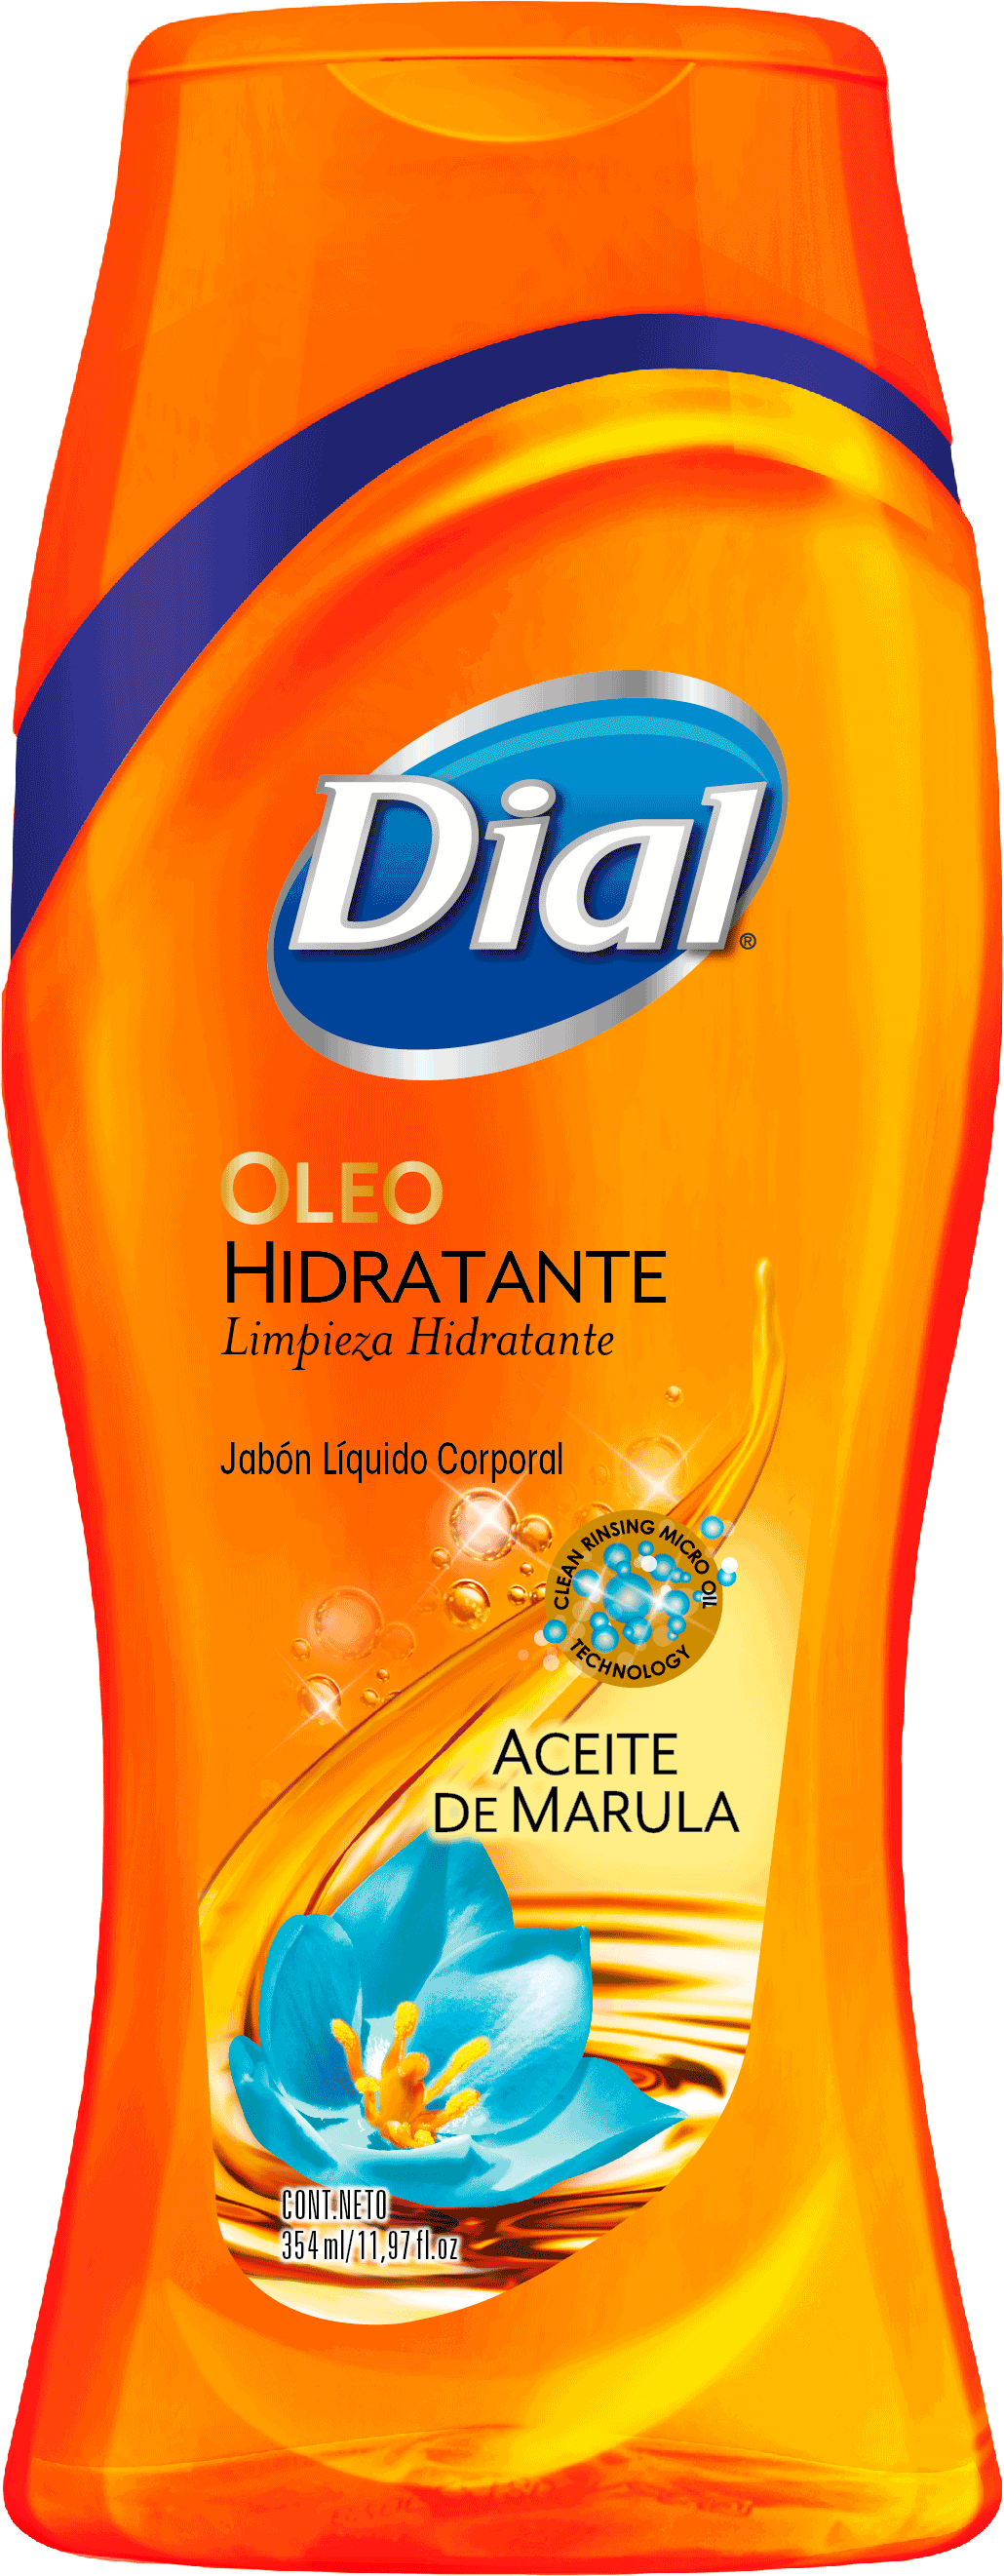 Dial®
OLEO
HIDRATANTE
Limpieza Hidratante
Jabón Líquido Corporal
CLEAN RINSING MICRO OIL
TECHNOLOGY
ACEITE
DE MARULA
CONT.NETO
354 ml/11,97 fl.oz